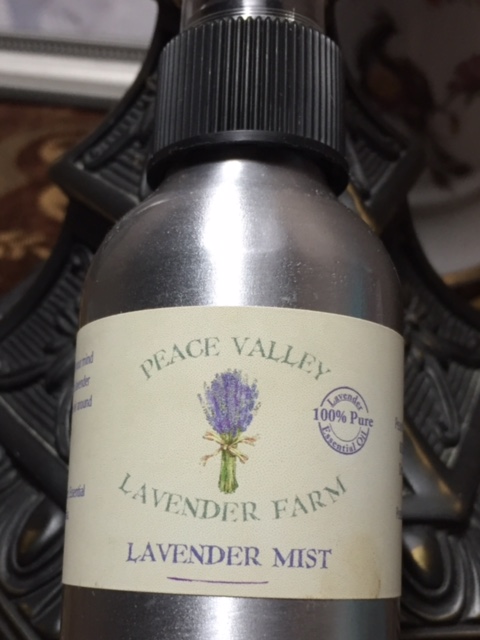 PEACE VALLEY
LAVENDER FARM
LAVENDER MIST
Lavender
100% Pure
Essential Oil